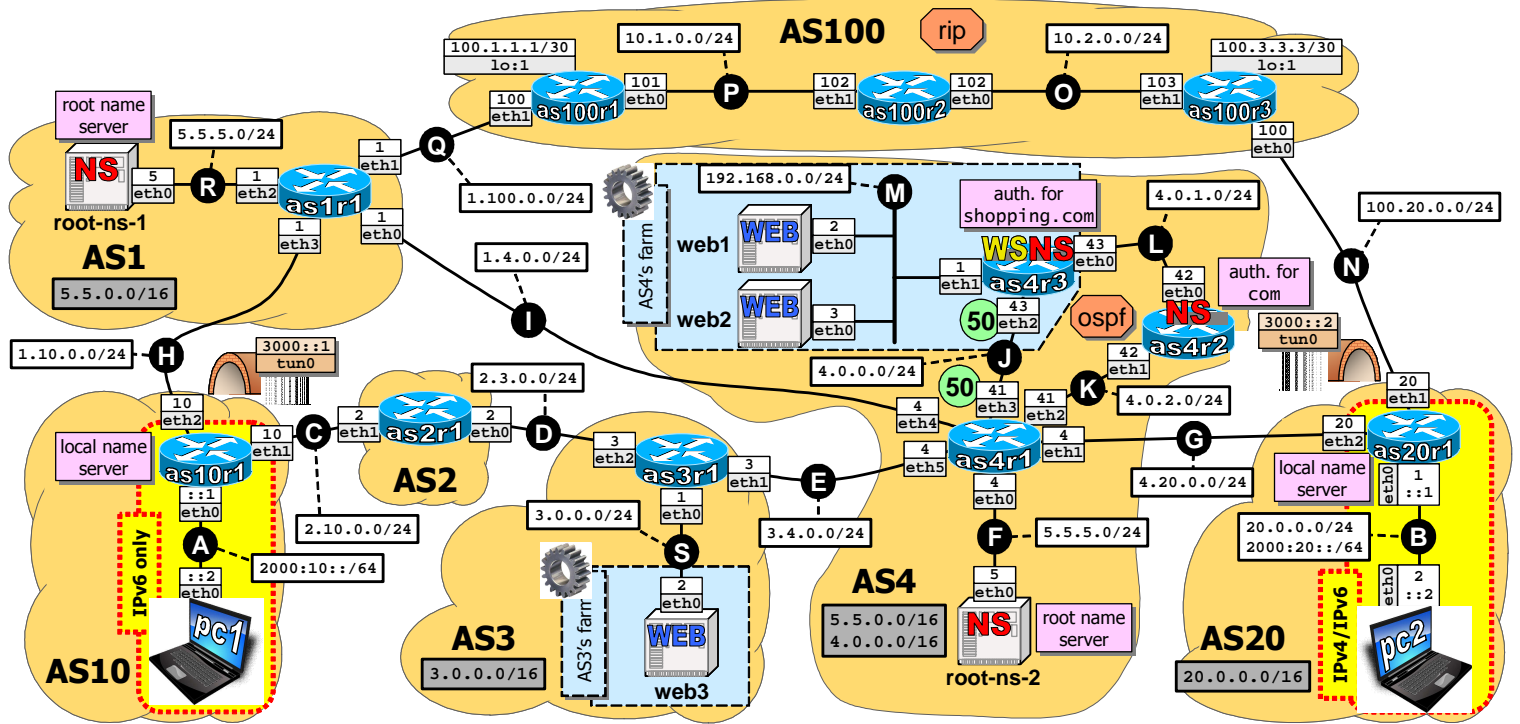 AS100
rip
100.1.1.1/30
lo:1
10.1.0.0/24
10.2.0.0/24
100.3.3.3/30
lo:1
101
eth0
P
102
eth1
102
eth0
O
103
eth1
as100r1
as100r2
as100r3
100
eth1
100
eth0
root name
server
5.5.5.0/24
NS
5
eth0
R
1
eth2
as1r1
1
eth1
Q
1.100.0.0/24
1
eth0
1
eth3
root-ns-1
AS1
5.5.0.0/16
1.4.0.0/24
I
AS4's farm
192.168.0.0/24
M
web1
WEB
2
eth0
web2
WEB
3
eth0
auth. for
shopping.com
WSNS
as4r3
1
eth1
43
eth0
L
4.0.1.0/24
42
eth0
auth. for
com
NS
as4r2
42
eth1
43
eth2
50
ospf
J
4.0.0.0/24
50
41
eth3
K
4.0.2.0/24
41
eth2
100.20.0.0/24
N
3000::2
tun0
1.10.0.0/24
H
3000::1
tun0
10
eth2
local name
server
as10r1
10
eth1
C
2
eth1
as2r1
2
eth0
2.3.0.0/24
D
AS2
2.10.0.0/24
::1
eth0
A
2000:10::/64
::2
eth0
IPv6 only
pc1
AS10
3
eth2
as3r1
3
eth1
E
3.4.0.0/24
1
eth0
3.0.0.0/24
S
AS3's farm
2
eth0
WEB
web3
AS3
3.0.0.0/16
4
eth4
4
eth5
as4r1
4
eth1
4
eth0
F
5.5.5.0/24
5
eth0
NS
root name
server
root-ns-2
AS4
5.5.0.0/16
4.0.0.0/16
G
4.20.0.0/24
20
eth1
20
eth2
as20r1
local name
server
eth0
1
::1
20.0.0.0/24
2000:20::/64
B
eth0
2
::2
IPv4/IPv6
pc2
AS20
20.0.0.0/16